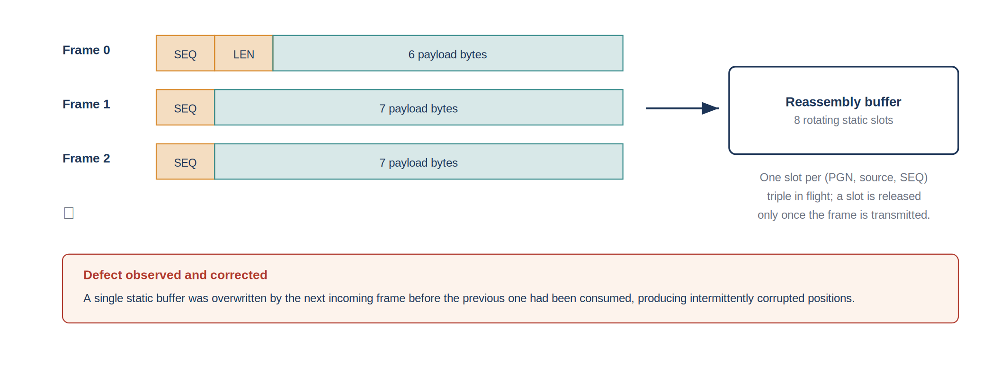 Frame 0
SEQ
LEN
6 payload bytes
Frame 1
SEQ
7 payload bytes
Frame 2
SEQ
7 payload bytes
Reassembly buffer
8 rotating static slots
One slot per (PGN, source, SEQ)
triple in flight; a slot is released
only once the frame is transmitted.
Defect observed and corrected
A single static buffer was overwritten by the next incoming frame before the previous one had been consumed, producing intermittently corrupted positions.